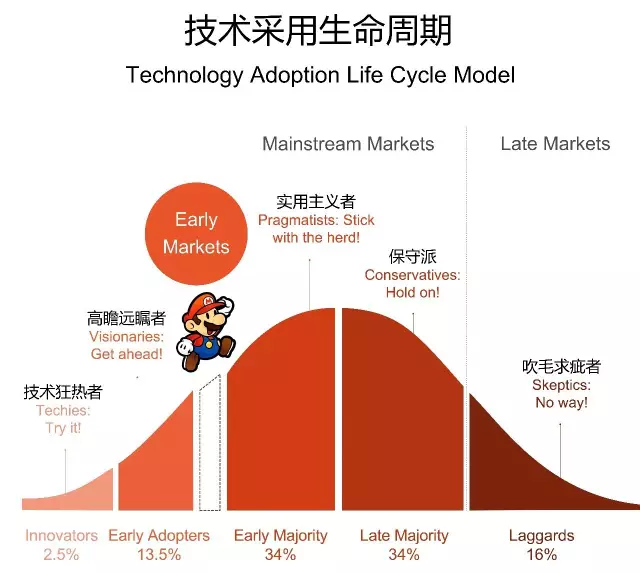 技术采用生命周期
Technology Adoption Life Cycle Model
Mainstream Markets
Late Markets
Early
Markets
实用主义者
Pragmatists: Stick
with the herd!
保守派
Conservatives:
Hold on!
高瞻远瞩者
Visionaries:
Get ahead!
吹毛求疵者
Skeptics:
No way!
技术狂热者
Techies:
Try it!
Innovators
2.5%
Early Adopters
13.5%
Early Majority
34%
Late Majority
34%
Laggards
16%